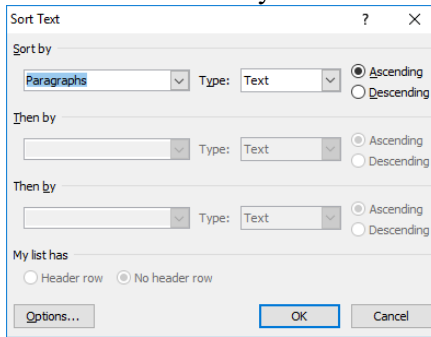 Sort Text ? ×
Sort by
Paragraphs Type: Text Ascending
Descending
Then by
Type: Text Ascending
Descending
Then by
Type: Text Ascending
Descending
My list has
Header row No header row
Options... OK Cancel